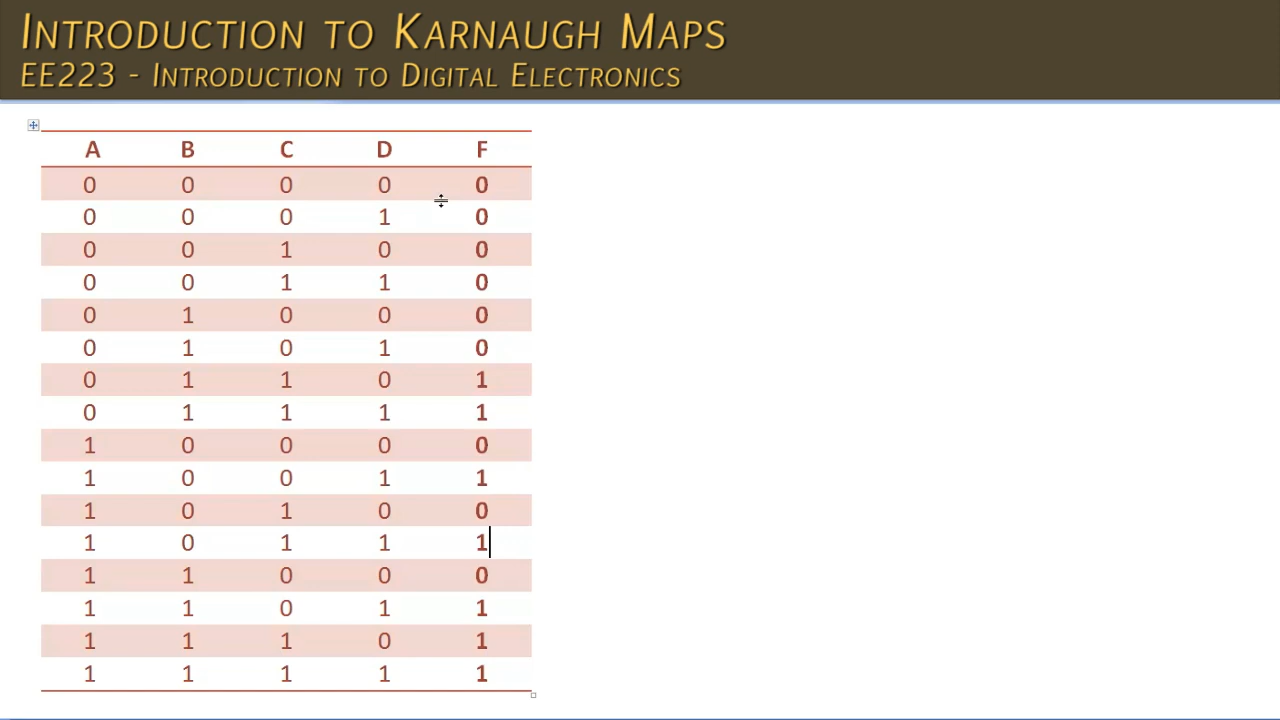 INTRODUCTION TO KARNAUGH MAPS
EE223 - INTRODUCTION TO DIGITAL ELECTRONICS
A B C D F
0 0 0 0 0
0 0 0 1 0
0 0 1 0 0
0 0 1 1 0
0 1 0 0 0
0 1 0 1 0
0 1 1 0 1
0 1 1 1 1
1 0 0 0 0
1 0 0 1 1
1 0 1 0 0
1 0 1 1 1
1 1 0 0 0
1 1 0 1 1
1 1 1 0 1
1 1 1 1 1